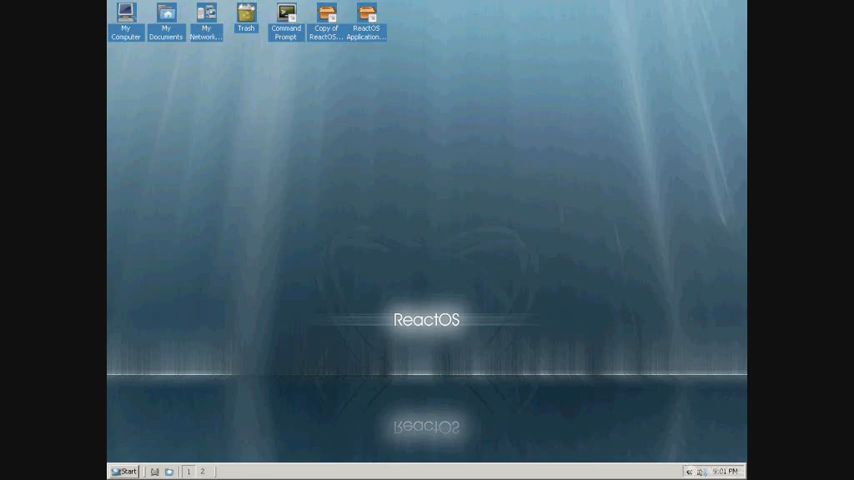 My Computer
My Documents
My Network...
Trash
Command Prompt
Copy of ReactOS...
ReactOS Application...
ReactOS
ReactOS
Start
1
2
9:01 PM